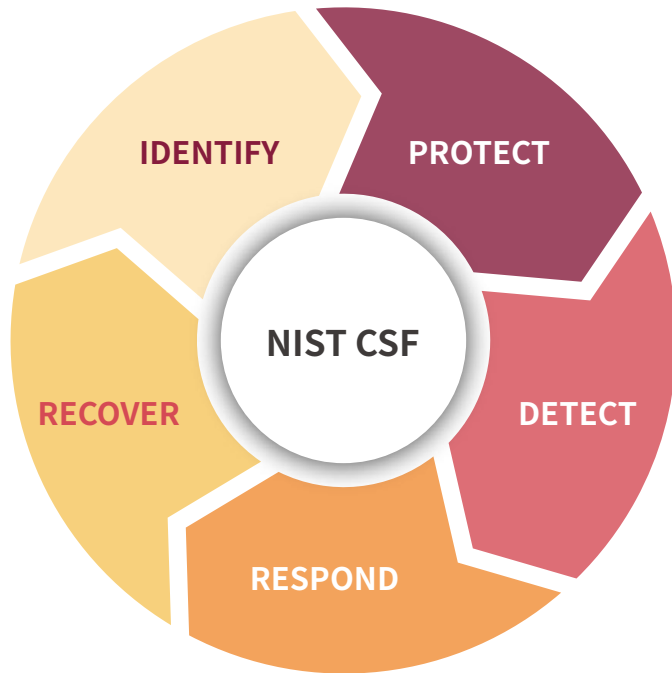 IDENTIFY
PROTECT
NIST CSF
RECOVER
DETECT
RESPOND